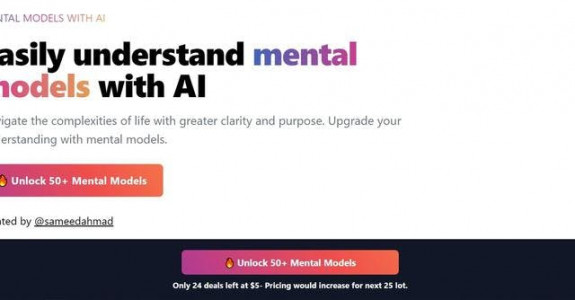 NTAL MODELS WITH AI
asily understand mental
models with AI
vigate the complexities of life with greater clarity and purpose. Upgrade your
erstanding with mental models.
🔥 Unlock 50+ Mental Models
ated by @sameedahmad
🔥 Unlock 50+ Mental Models
Only 24 deals left at $5- Pricing would increase for next 25 lot.